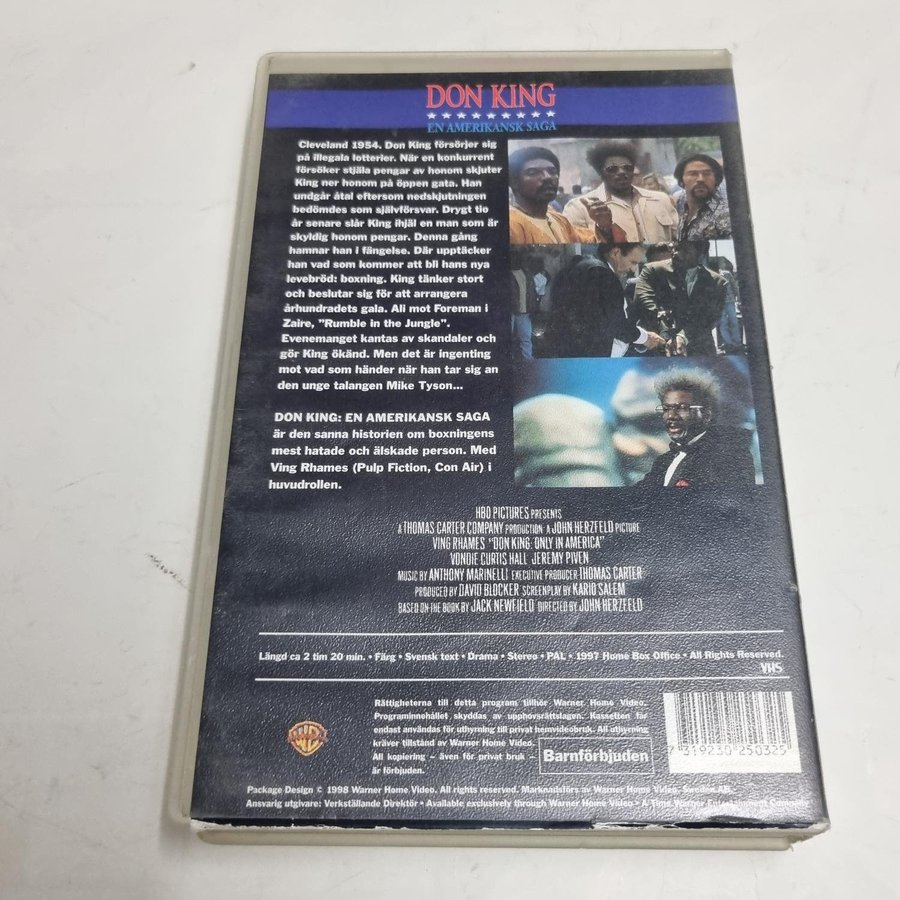 DON KING
EN AMERIKANSK SAGA
Cleveland 1954. Don King försörjer sig
på illegala lotterier. När en konkurrent
försöker stjäla pengar av honom skjuter
King ner honom på öppen gata. Han
undgår åtal eftersom nedskjutningen
bedömdes som självförsvar. Drygt tio
år senare slår King ihjäl en man som är
skyldig honom pengar. Denna gång
hamnar han i fängelse. Där upptäcker
han vad som kommer att bli hans nya
levebröd: boxning. King tänker stort
och beslutar sig för att arrangera
århundradets gala. Ali mot Foreman i
Zaire, "Rumble in the Jungle".
Evenemanget kantas av skandaler och
gör King ökänd. Men det är ingenting
mot vad som händer när han tar sig an
den unge talangen Mike Tyson...
DON KING: EN AMERIKANSK SAGA
är den sanna historien om boxningens
mest hatade och älskade person. Med
Ving Rhames (Pulp Fiction, Con Air) i
huvudrollen.
HBO PICTURES PRESENTS
A THOMAS CARTER COMPANY PRODUCTION A JOHN HERZFELD PICTURE
VING RHAMES "DON KING: ONLY IN AMERICA"
VONDIE CURTIS HALL JEREMY PIVEN
MUSIC BY ANTHONY MARINELLI EXECUTIVE PRODUCER THOMAS CARTER
PRODUCED BY DAVID BLOCKER SCREENPLAY BY KARIO SALEM
BASED ON THE BOOK BY JACK NEWFIELD DIRECTED BY JOHN HERZFELD
Längd ca 2 tim 20 min. • Färg • Svensk text • Drama • Stereo • PAL • 1997 Home Box Office • All Rights Reserved.
VHS
Rättigheterna till detta program tillhör Warner Home Video.
Programinnehållet skyddas av upphovsrättslagen. Kassetten får
endast användas för uthyrning till privat hemvideobruk. All uthyrning
kräver tillstånd av Warner Home Video.
All kopiering – även för privat bruk –
är förbjuden.
Barnförbjuden
7 319230 250335
Package Design © 1998 Warner Home Video. All rights reserved. Marknadsförs av Warner Home Video, Sweden AB.
Ansvarig utgivare: Verkställande Direktör • Available exclusively through Warner Home Video • A Time Warner Entertainment Company